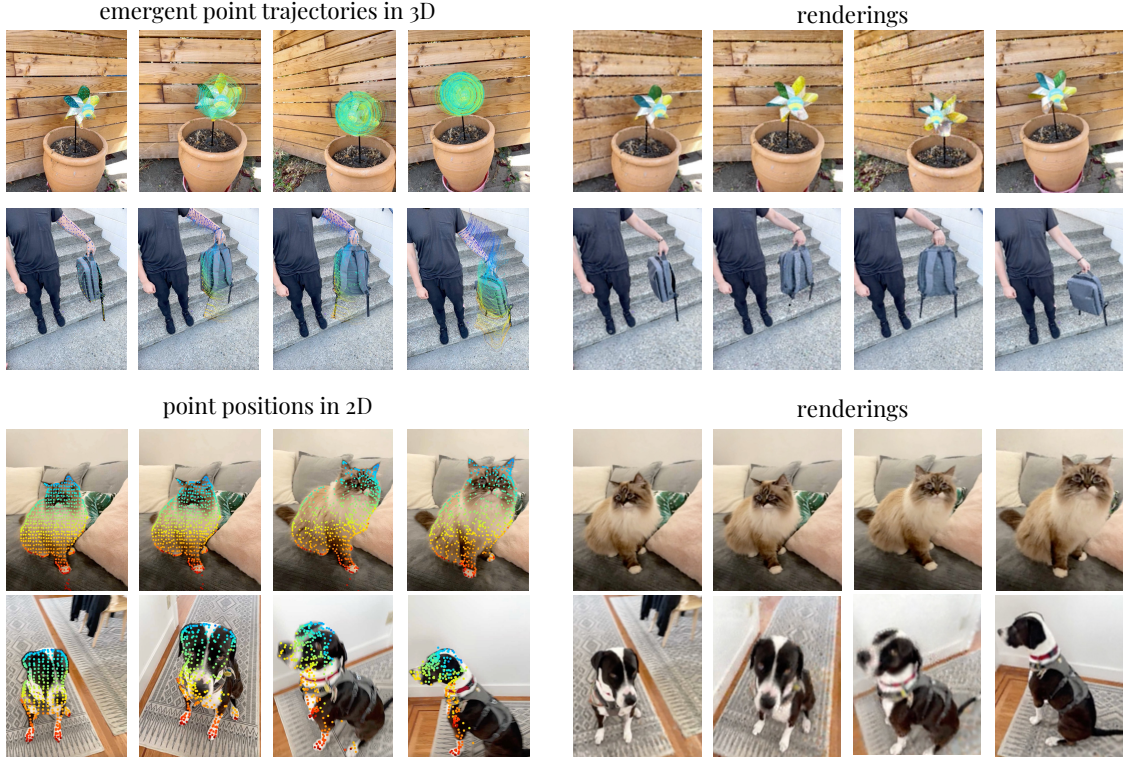 emergent point trajectories in 3D
renderings
point positions in 2D
renderings